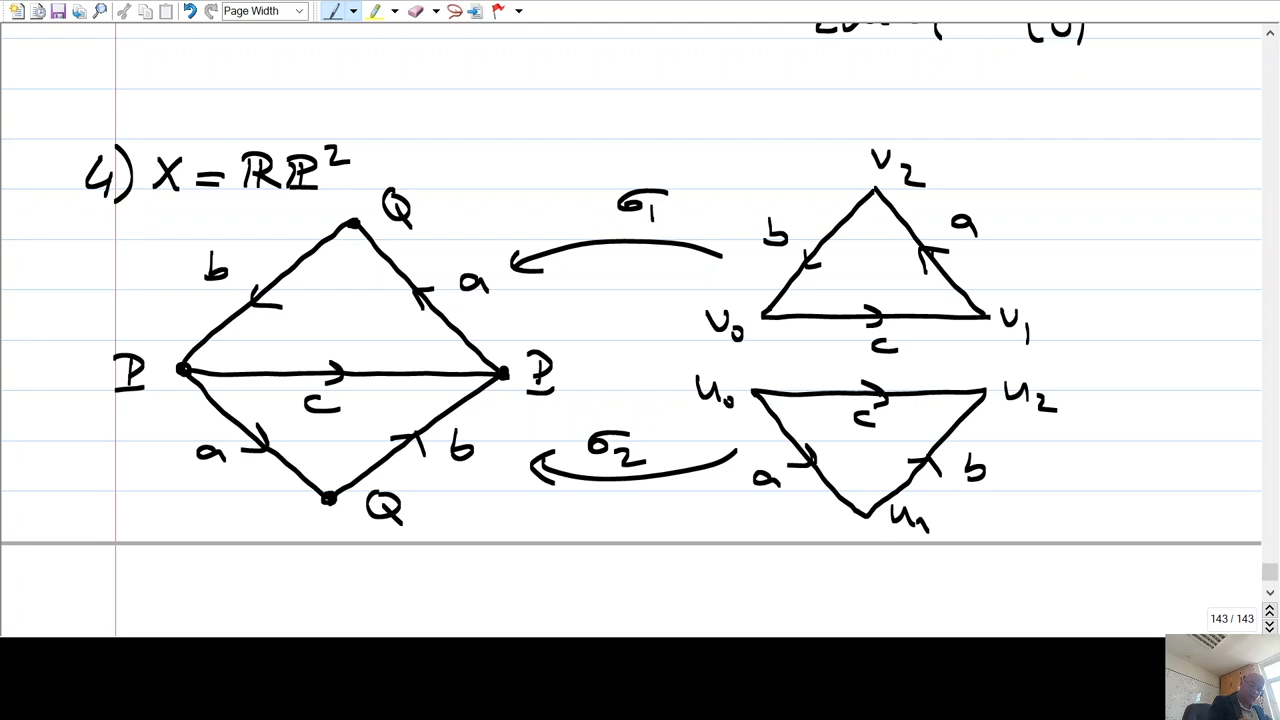 Page Width
4) X = ℝℙ²
Q
b
a
P
P
c
a
b
Q
σ₁
σ₂
v₂
b
a
v₀
v₁
c
u₀
u₂
c
a
b
u₁
143 / 143